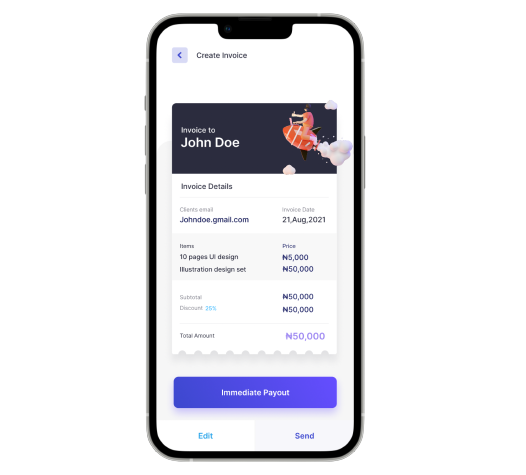 Create Invoice
Invoice to
John Doe
Invoice Details
Clients email Invoice Date
Johndoe.gmail.com 21,Aug,2021
Items Price
10 pages UI design ₦5,000
Illustration design set ₦50,000
Subtotal ₦50,000
Discount 25% ₦50,000
Total Amount ₦50,000
Immediate Payout
Edit Send